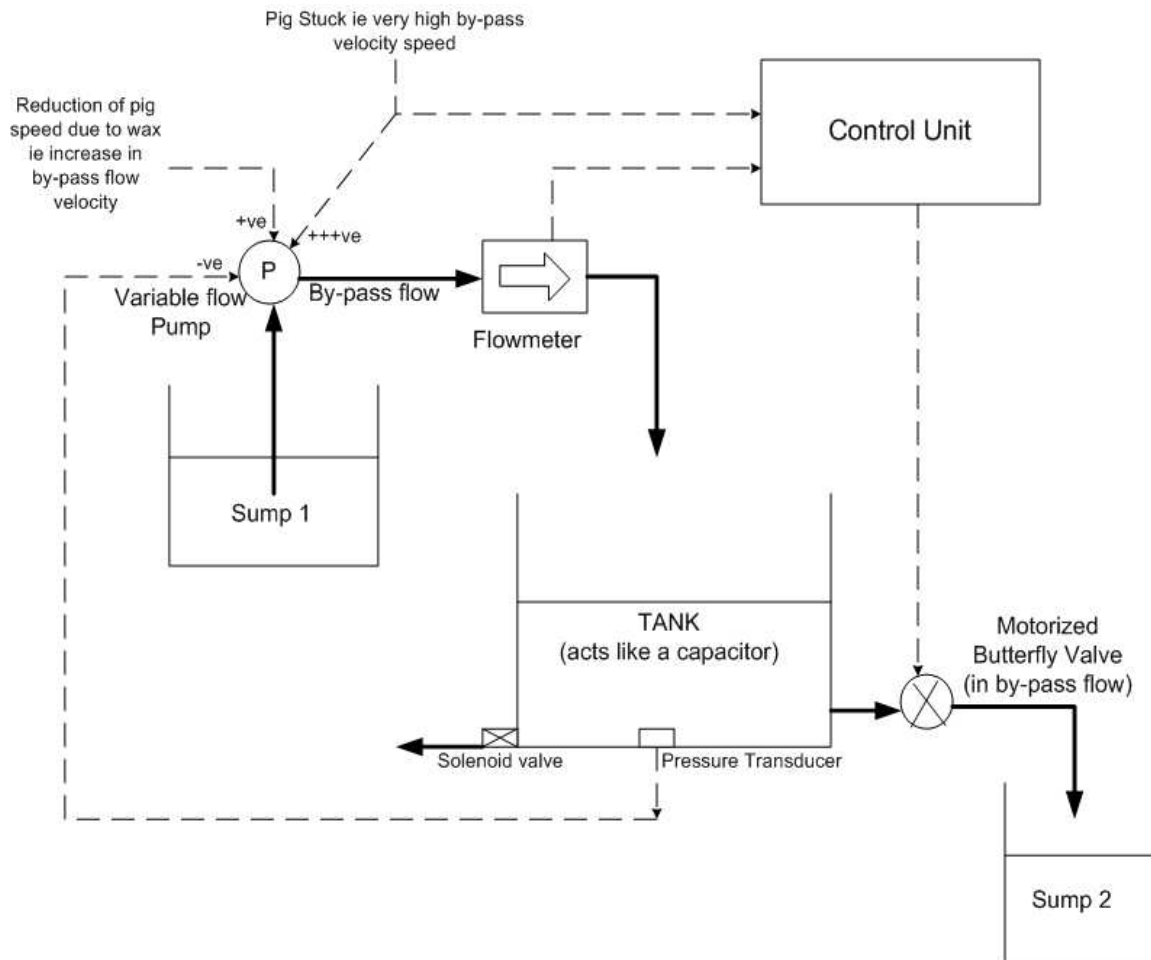 Pig Stuck ie very high by-pass
velocity speed
Reduction of pig
speed due to wax
ie increase in
by-pass flow
velocity
Control Unit
+ve
+++ve
-ve
P
Variable flow
Pump
By-pass flow
Flowmeter
Sump 1
TANK
(acts like a capacitor)
Motorized
Butterfly Valve
(in by-pass flow)
Solenoid valve
Pressure Transducer
Sump 2